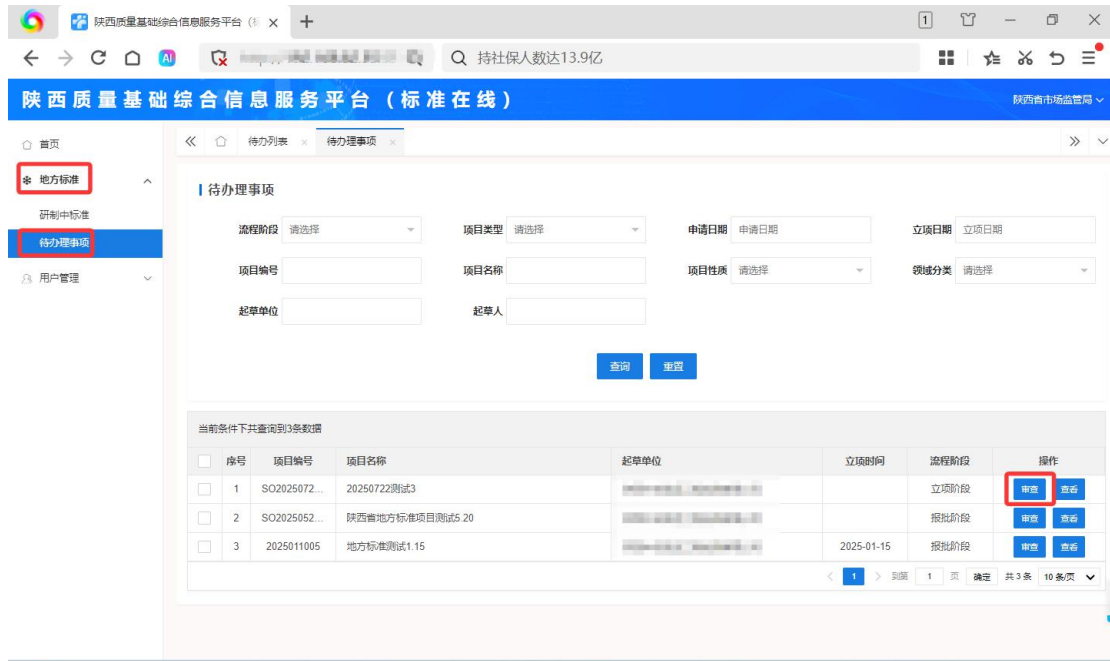 陕西质量基础综合信息服务平台（
1
AI
持社保人数达13.9亿
陕西质量基础综合信息服务平台（标准在线）
陕西省市场监管局
首页
待办列表
待办理事项
地方标准
待办理事项
研制中标准
流程阶段 请选择 项目类型 请选择 申请日期 申请日期 立项日期 立项日期
待办理事项
项目编号 项目名称 项目性质 请选择 领域分类 请选择
用户管理
起草单位 起草人
查询 重置
当前条件下共查询到3条数据
序号 项目编号 项目名称 起草单位 立项时间 流程阶段 操作
1 SO2025072... 20250722测试3 立项阶段 审查 查看
2 SO2025052... 陕西省地方标准项目测试5.20 报批阶段 审查 查看
3 2025011005 地方标准测试1.15 2025-01-15 报批阶段 审查 查看
1 到第 1 页 确定 共3条 10条/页